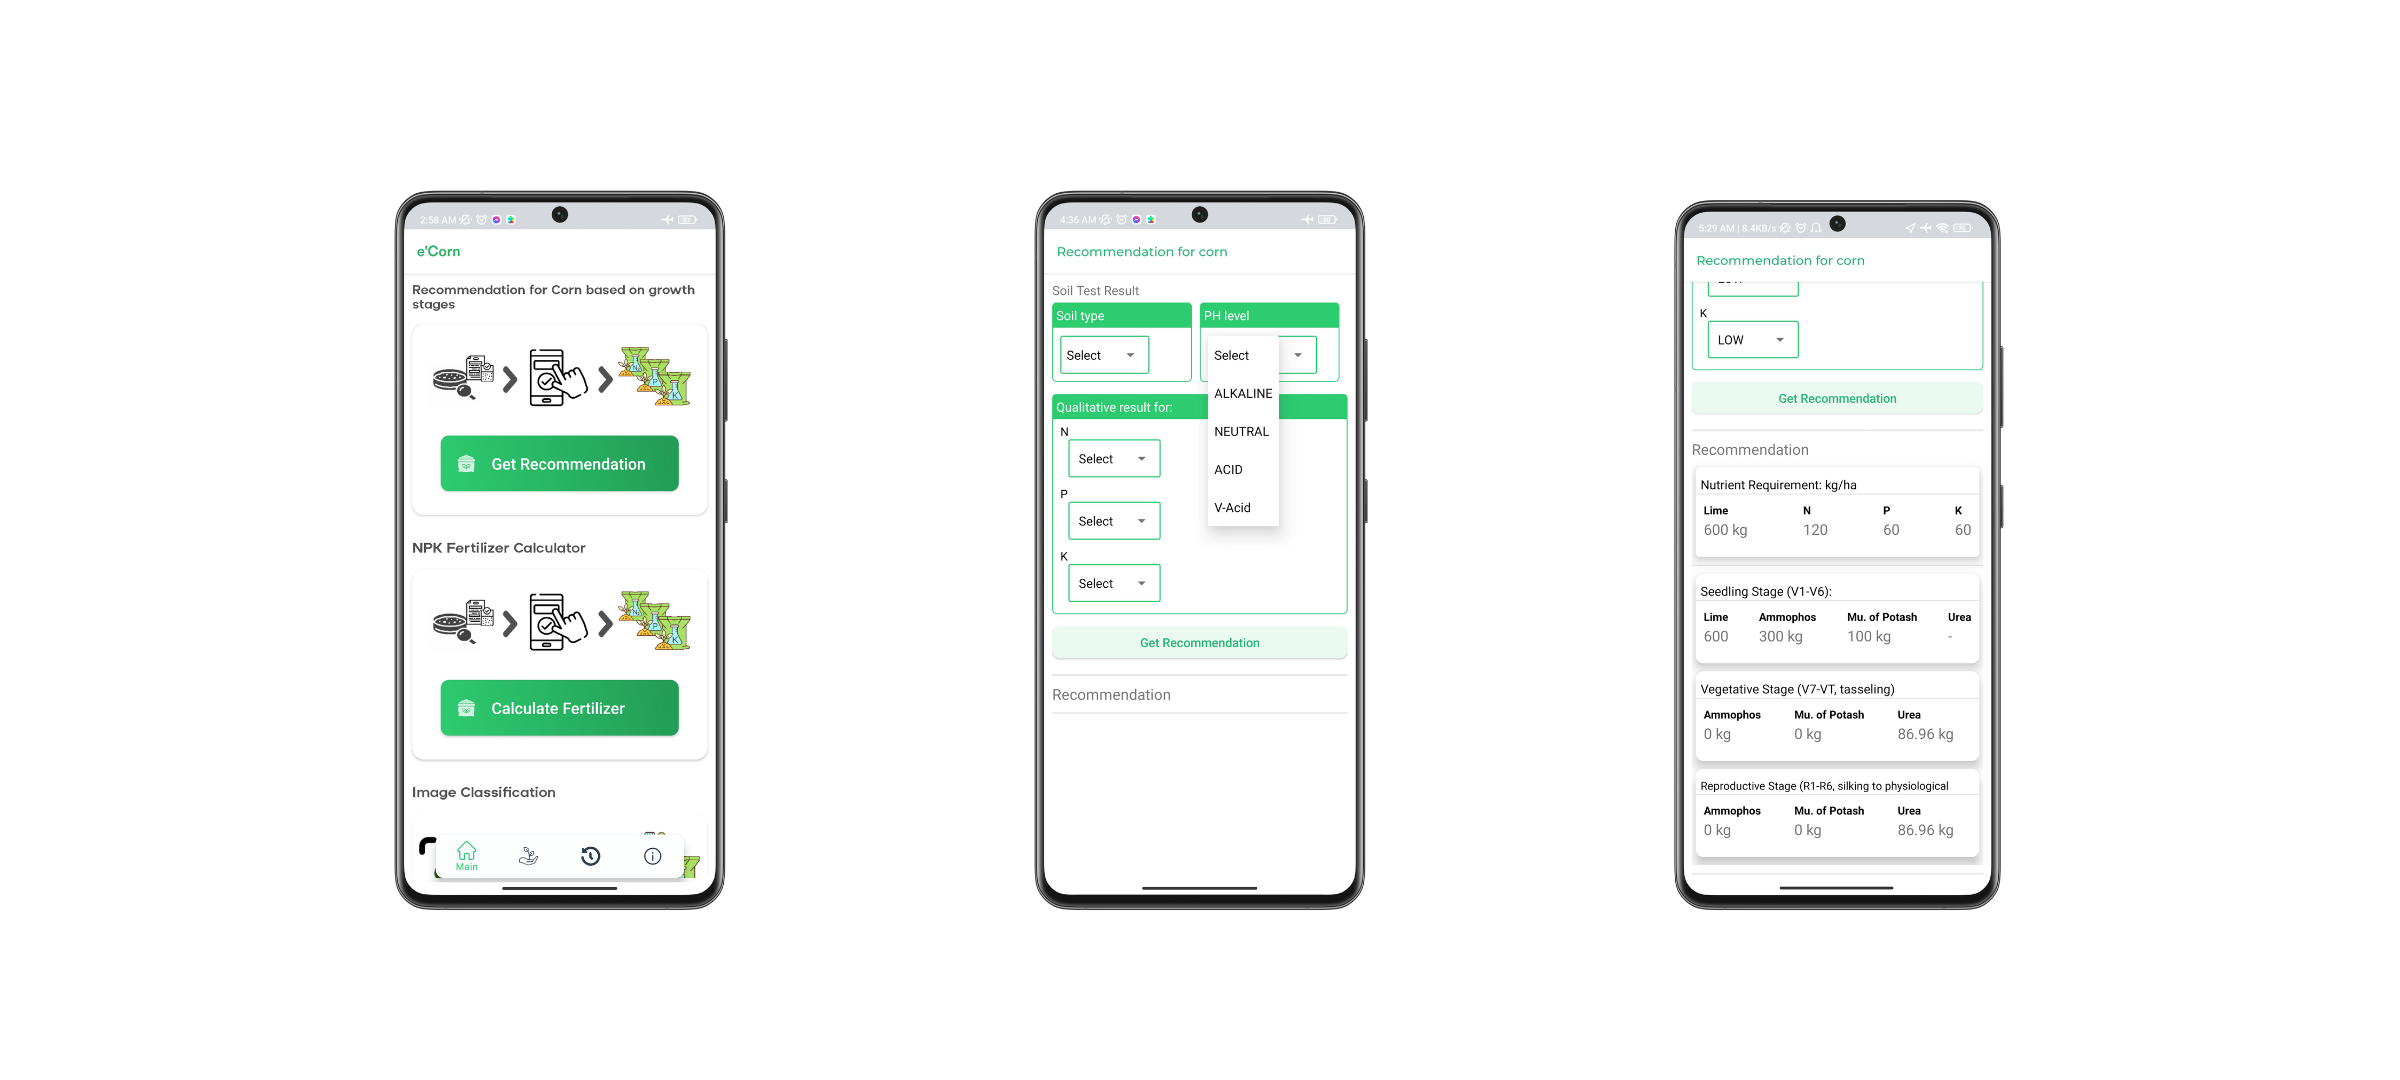 2:58 AM
e'Corn
Recommendation for Corn based on growth
stages
N
P
K
Get Recommendation
NPK Fertilizer Calculator
N
P
K
Calculate Fertilizer
Image Classification
Main
4:36 AM
Recommendation for corn
Soil Test Result
Soil type
PH level
Select
Select
ALKALINE
NEUTRAL
ACID
V-Acid
Qualitative result for:
N
Select
P
Select
K
Select
Get Recommendation
Recommendation
5:29 AM | 8.4KB/s
Recommendation for corn
K
LOW
Get Recommendation
Recommendation
Nutrient Requirement: kg/ha
Lime N P K
600 kg 120 60 60
Seedling Stage (V1-V6):
Lime Ammophos Mu. of Potash Urea
600 300 kg 100 kg -
Vegetative Stage (V7-VT, tasseling)
Ammophos Mu. of Potash Urea
0 kg 0 kg 86.96 kg
Reproductive Stage (R1-R6, silking to physiological
Ammophos Mu. of Potash Urea
0 kg 0 kg 86.96 kg